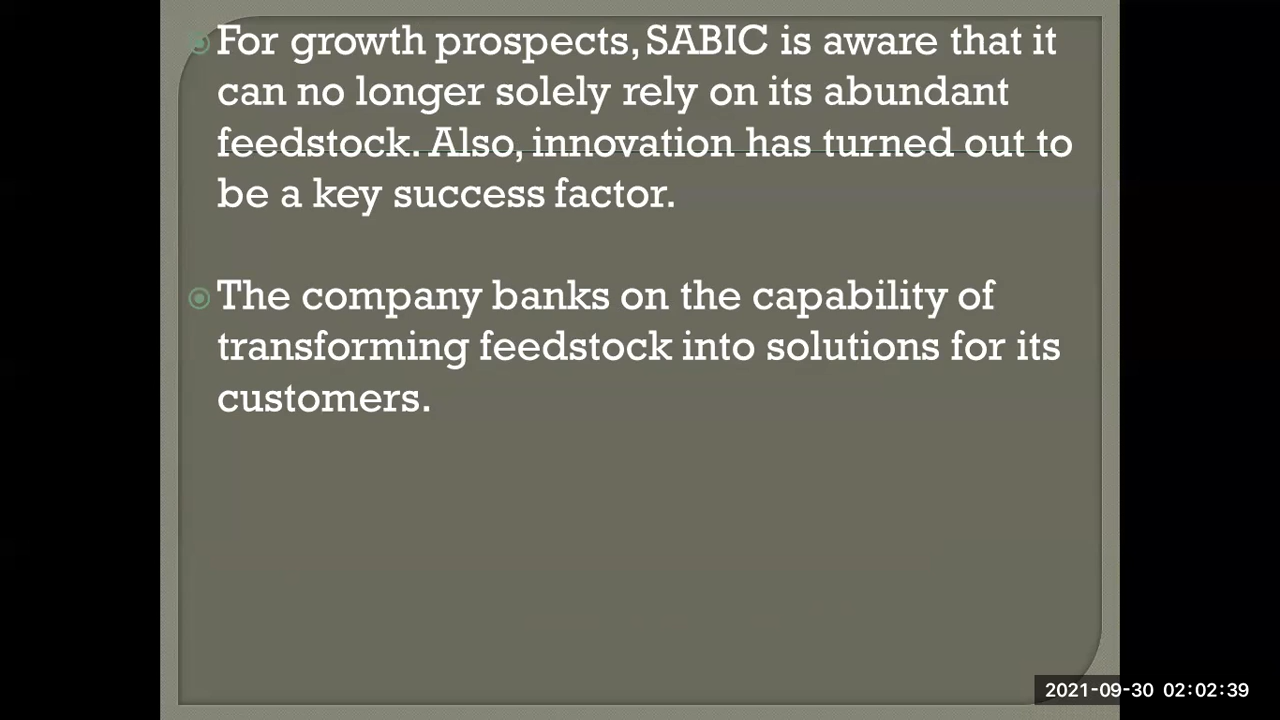 For growth prospects, SABIC is aware that it
can no longer solely rely on its abundant
feedstock. Also, innovation has turned out to
be a key success factor.
The company banks on the capability of
transforming feedstock into solutions for its
customers.
2021-09-30 02:02:39